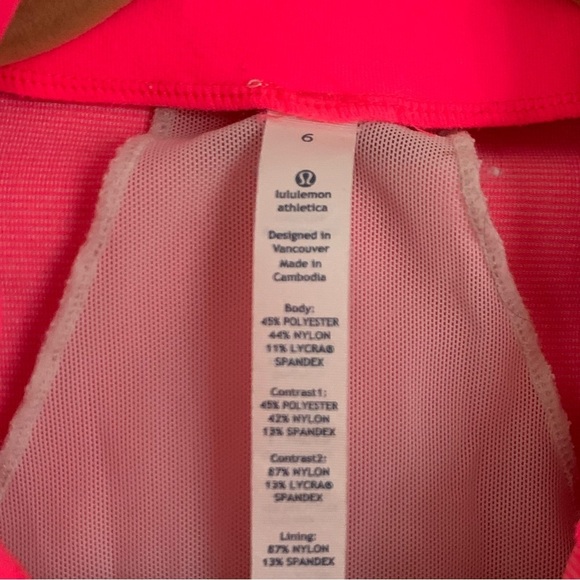 6
lululemon
athletica
Designed in
Vancouver
Made in
Cambodia
Body:
45% POLYESTER
44% NYLON
11% LYCRA®
SPANDEX
Contrast1:
45% POLYESTER
42% NYLON
13% SPANDEX
Contrast2:
87% NYLON
13% LYCRA®
SPANDEX
Lining:
87% NYLON
13% SPANDEX